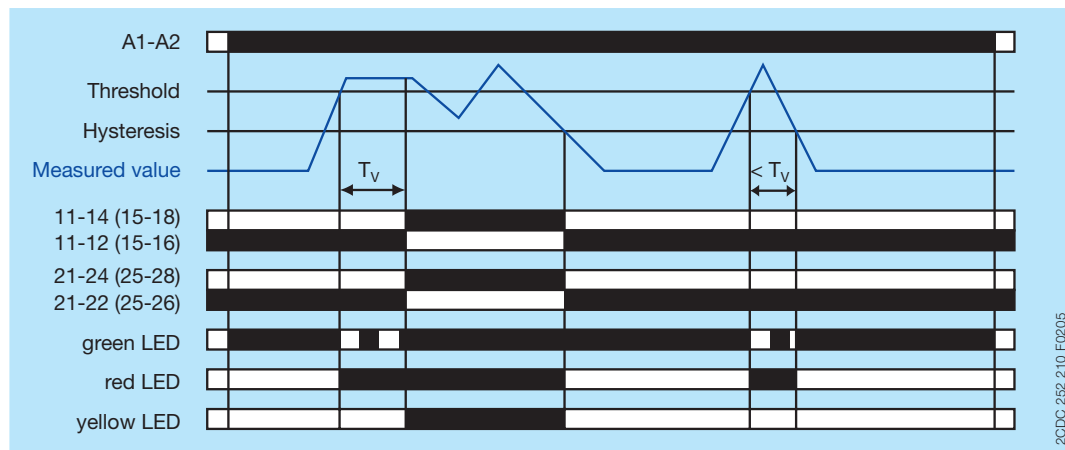 A1-A2
Threshold
Hysteresis
Measured value
TV
< TV
11-14 (15-18)
11-12 (15-16)
21-24 (25-28)
21-22 (25-26)
green LED
red LED
yellow LED
2CDC 252 210 F0205